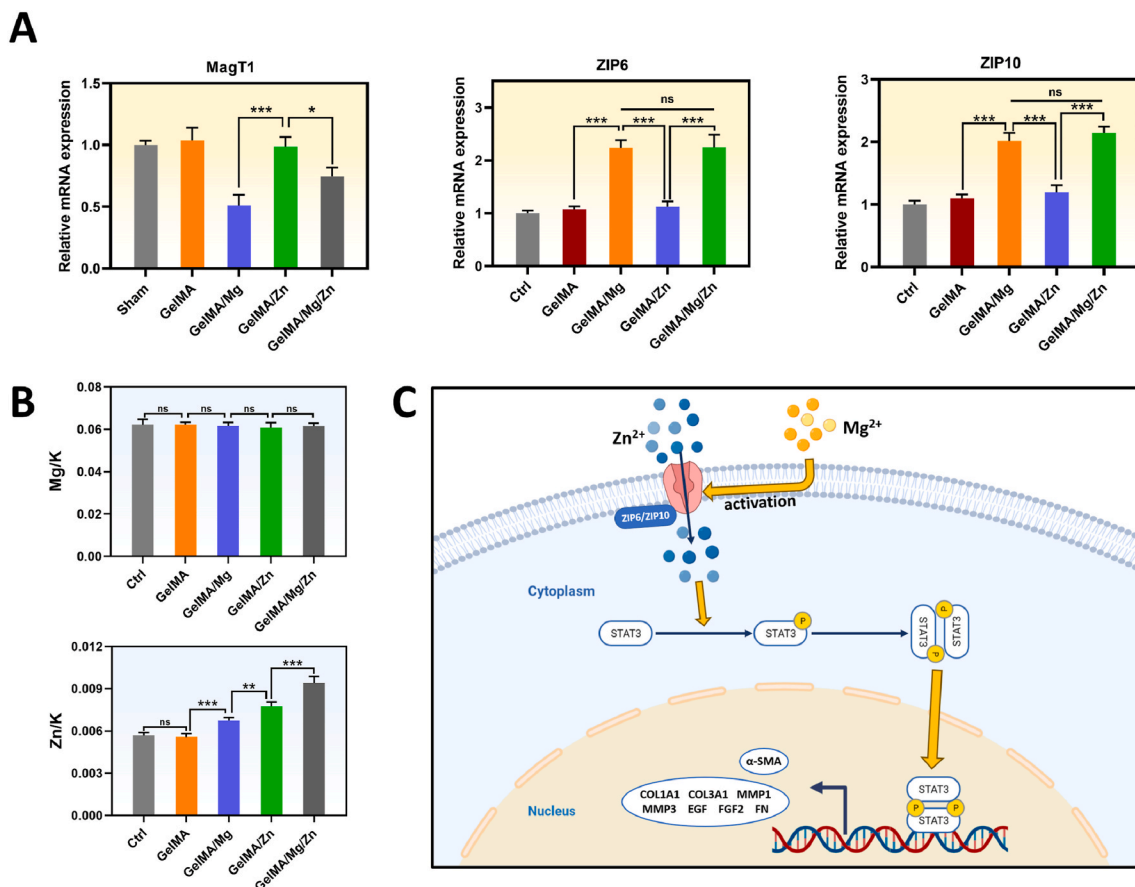 A
MagT1
Relative mRNA expression
1.5
1.0
0.5
0.0
***
*
Sham
GelMA
GelMA/Mg
GelMA/Zn
GelMA/Mg/Zn
ZIP6
Relative mRNA expression
3
2
1
0
ns
***
***
***
Ctrl
GelMA
GelMA/Mg
GelMA/Zn
GelMA/Mg/Zn
ZIP10
Relative mRNA expression
3
2
1
0
ns
***
***
***
Ctrl
GelMA
GelMA/Mg
GelMA/Zn
GelMA/Mg/Zn
B
Mg/K
0.08
0.06
0.04
0.02
0.00
ns
ns
ns
ns
Ctrl
GelMA
GelMA/Mg
GelMA/Zn
GelMA/Mg/Zn
Zn/K
0.012
0.009
0.006
0.003
0.000
ns
***
**
***
Ctrl
GelMA
GelMA/Mg
GelMA/Zn
GelMA/Mg/Zn
C
Zn²⁺
Mg²⁺
activation
ZIP6/ZIP10
Cytoplasm
STAT3
STAT3
P
STAT3
STAT3
P
P
α-SMA
COL1A1 COL3A1 MMP1
MMP3 EGF FGF2 FN
Nucleus
STAT3
P
P
STAT3